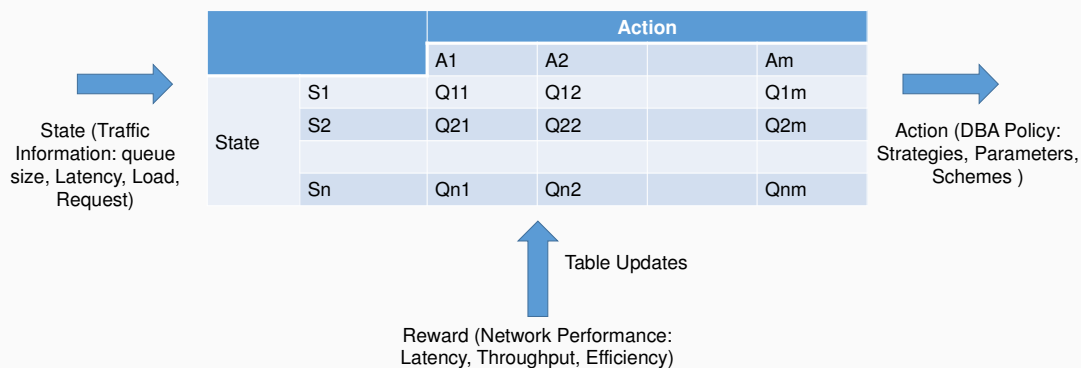 Action
A1 A2 Am
S1 Q11 Q12 Q1m
State (Traffic
Information: queue
size, Latency, Load,
Request)
State
S2 Q21 Q22 Q2m
Sn Qn1 Qn2 Qnm
Action (DBA Policy:
Strategies, Parameters,
Schemes )
Table Updates
Reward (Network Performance:
Latency, Throughput, Efficiency)